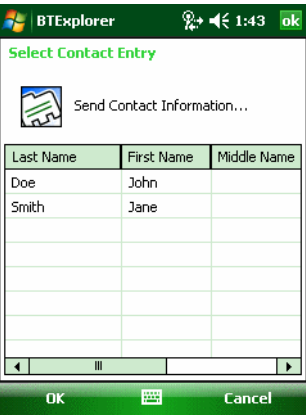 BTExplorer 1:43 ok
Select Contact Entry
Send Contact Information...
Last Name First Name Middle Name
Doe John
Smith Jane
OK Cancel